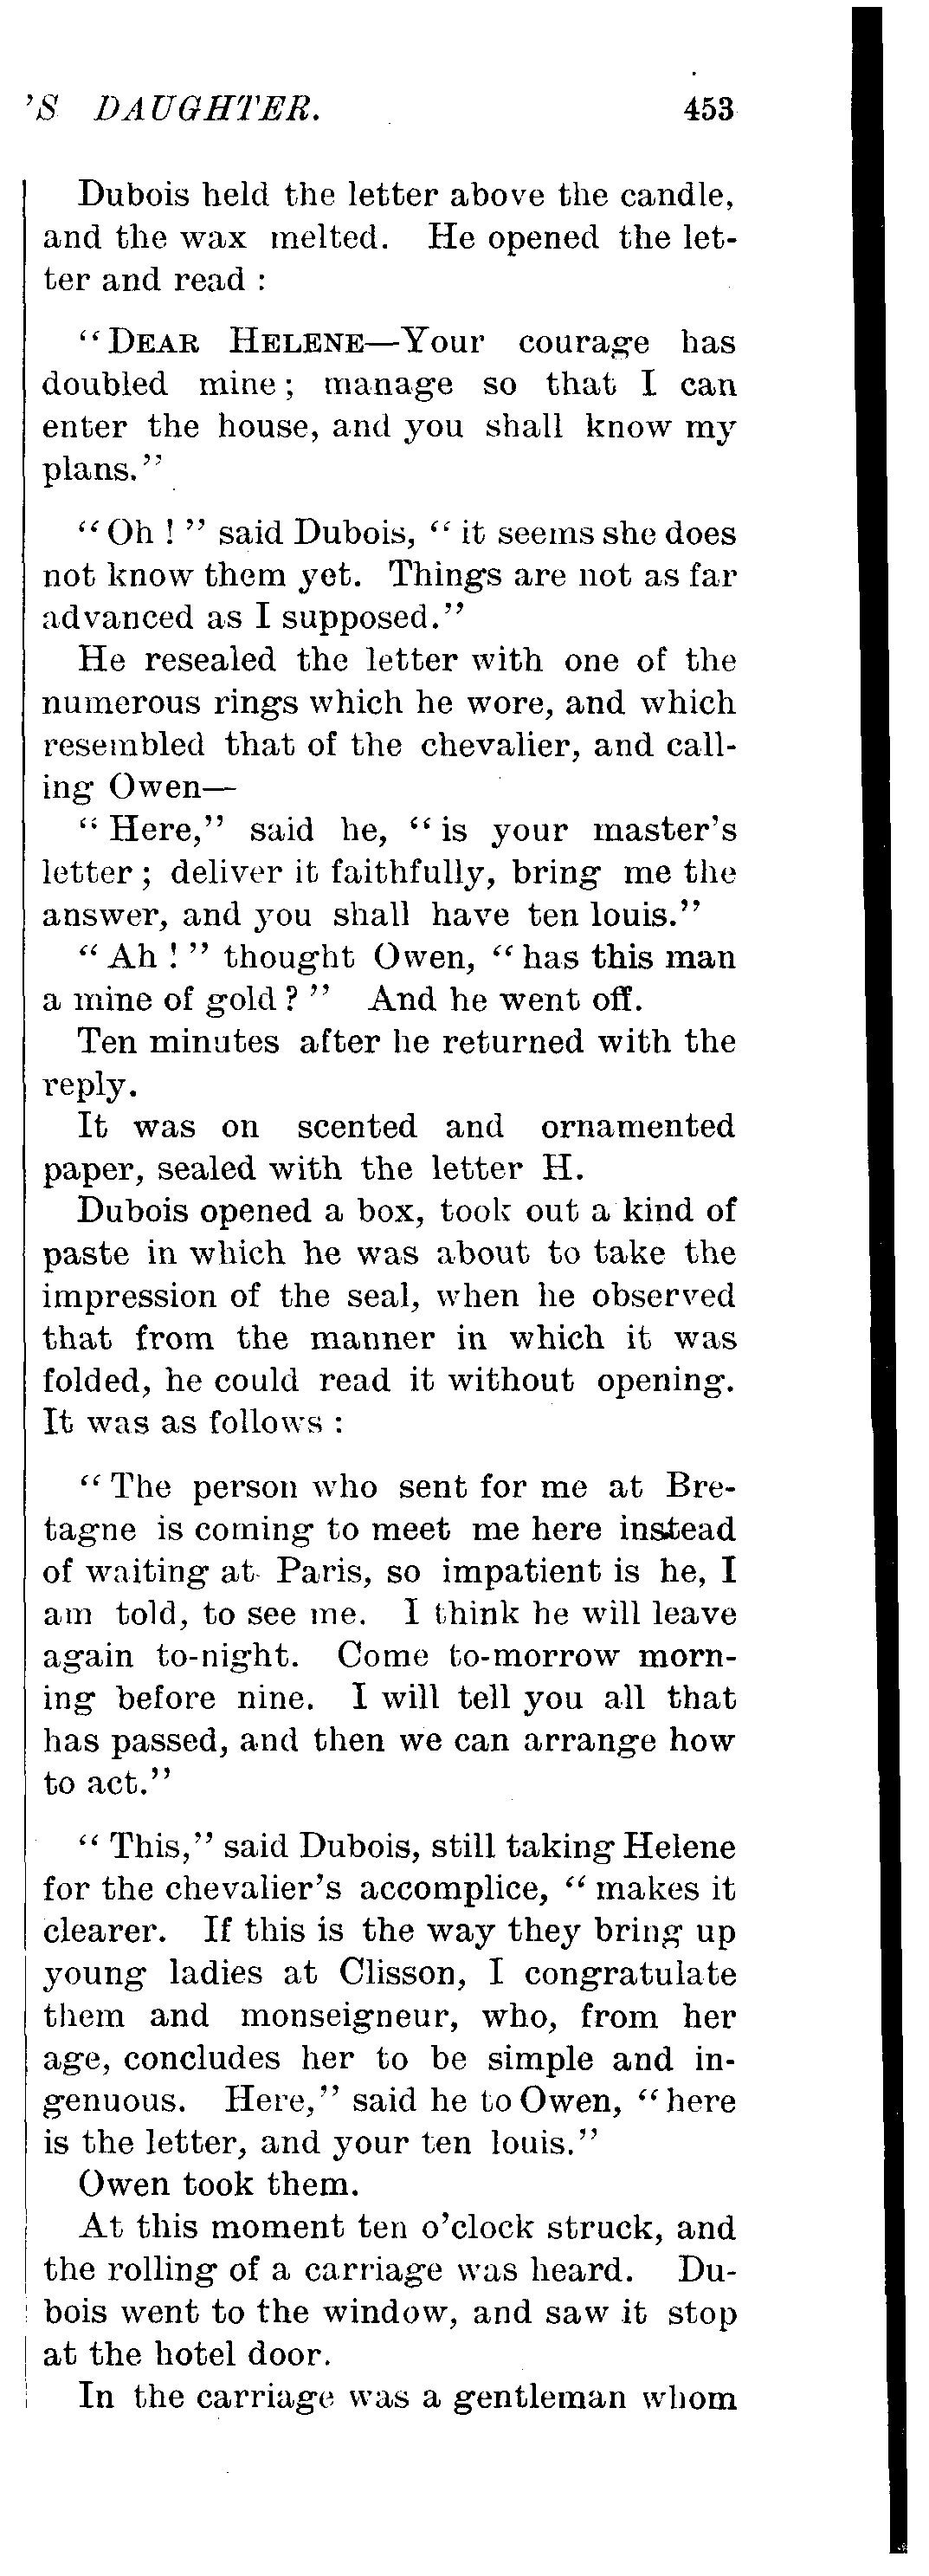 'S DAUGHTER. 453
Dubois held the letter above the candle,
and the wax melted. He opened the let-
ter and read :
"DEAR HELENE—Your courage has
doubled mine; manage so that I can
enter the house, and you shall know my
plans."
"Oh ! " said Dubois, " it seems she does
not know them yet. Things are not as far
advanced as I supposed."
He resealed the letter with one of the
numerous rings which he wore, and which
resembled that of the chevalier, and call-
ing Owen—
" Here," said he, "is your master's
letter ; deliver it faithfully, bring me the
answer, and you shall have ten louis."
" Ah ! " thought Owen, " has this man
a mine of gold ? " And he went off.
Ten minutes after he returned with the
reply.
It was on scented and ornamented
paper, sealed with the letter H.
Dubois opened a box, took out a kind of
paste in which he was about to take the
impression of the seal, when he observed
that from the manner in which it was
folded, he could read it without opening.
It was as follows :
" The person who sent for me at Bre-
tagne is coming to meet me here instead
of waiting at Paris, so impatient is he, I
am told, to see me. I think he will leave
again to-night. Come to-morrow morn-
ing before nine. I will tell you all that
has passed, and then we can arrange how
to act."
" This," said Dubois, still taking Helene
for the chevalier's accomplice, " makes it
clearer. If this is the way they bring up
young ladies at Clisson, I congratulate
them and monseigneur, who, from her
age, concludes her to be simple and in-
genuous. Here," said he to Owen, "here
is the letter, and your ten louis."
Owen took them.
At this moment ten o'clock struck, and
the rolling of a carriage was heard. Du-
bois went to the window, and saw it stop
at the hotel door.
In the carriage was a gentleman whom